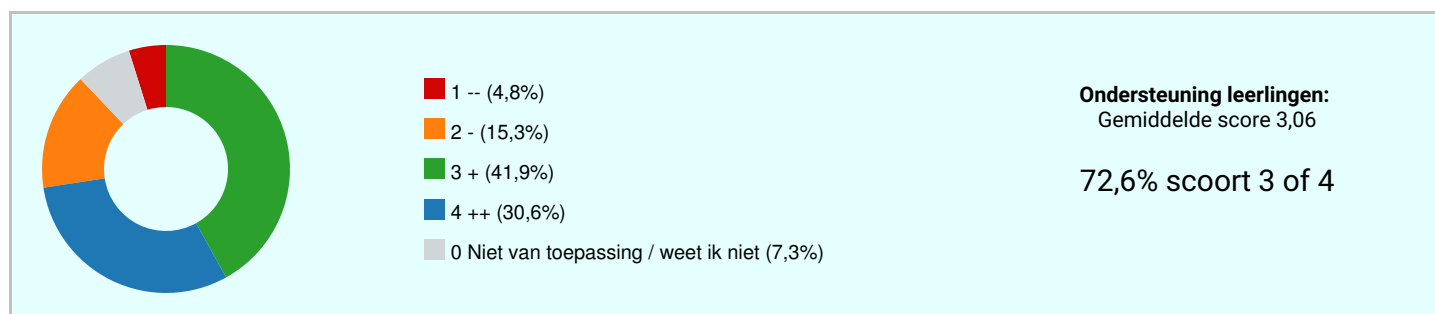 1 -- (4,8%)
2 - (15,3%)
3 + (41,9%)
4 ++ (30,6%)
0 Niet van toepassing / weet ik niet (7,3%)
Ondersteuning leerlingen:
Gemiddelde score 3,06
72,6% scoort 3 of 4